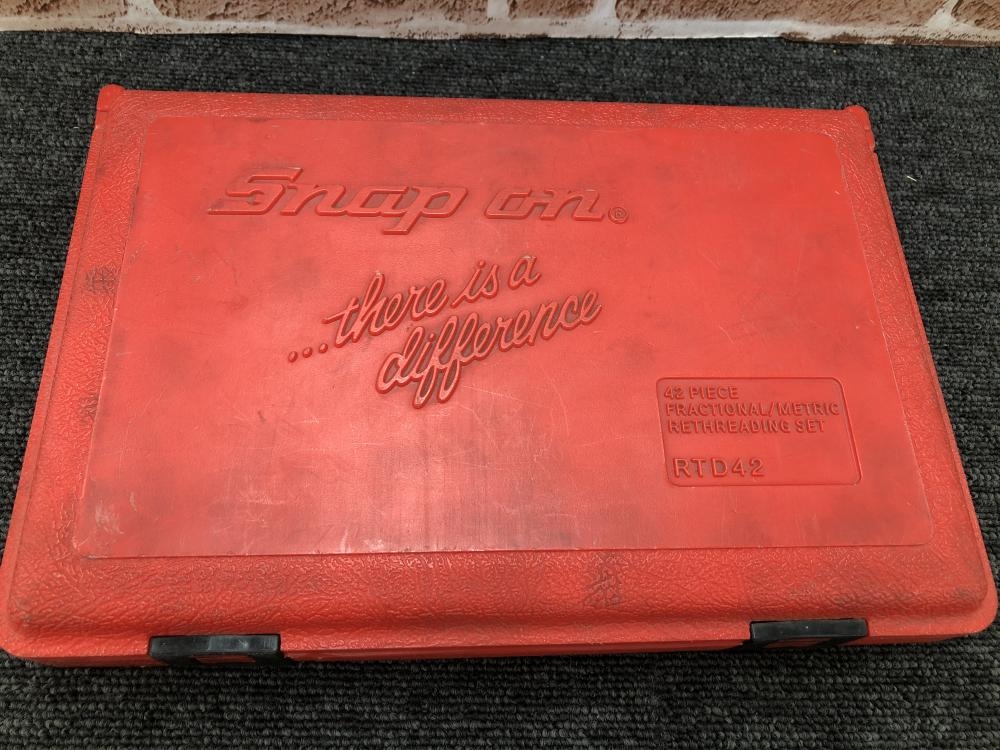 Snap on®
...there is a
difference
42 PIECE
FRACTIONAL/METRIC
RETHREADING SET
RTD42